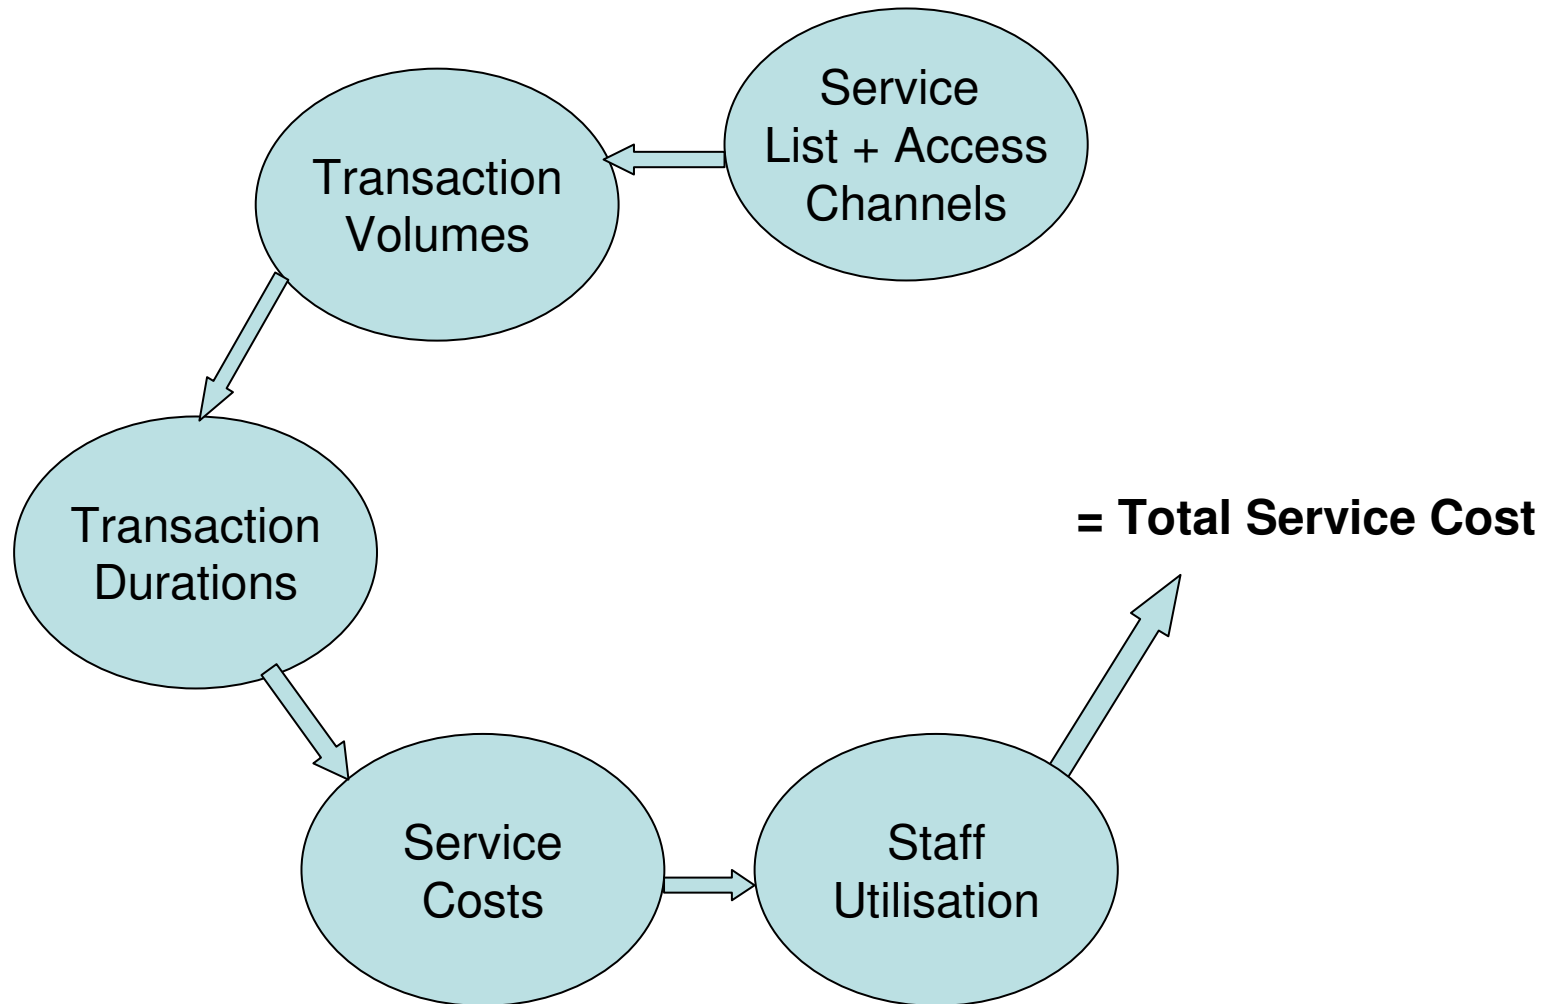 Service
List + Access
Channels
Transaction
Volumes
Transaction
Durations
Service
Costs
Staff
Utilisation
= Total Service Cost